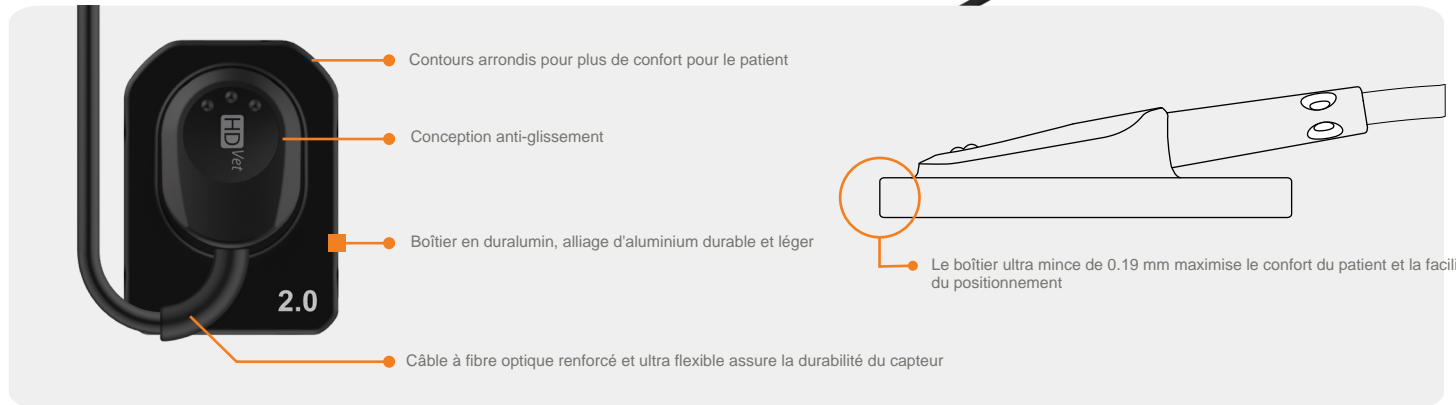 Contours arrondis pour plus de confort pour le patient
HD Vet
Conception anti-glissement
Boîtier en duralumin, alliage d'aluminium durable et léger
2.0
Câble à fibre optique renforcé et ultra flexible assure la durabilité du capteur
Le boîtier ultra mince de 0.19 mm maximise le confort du patient et la facili
du positionnement